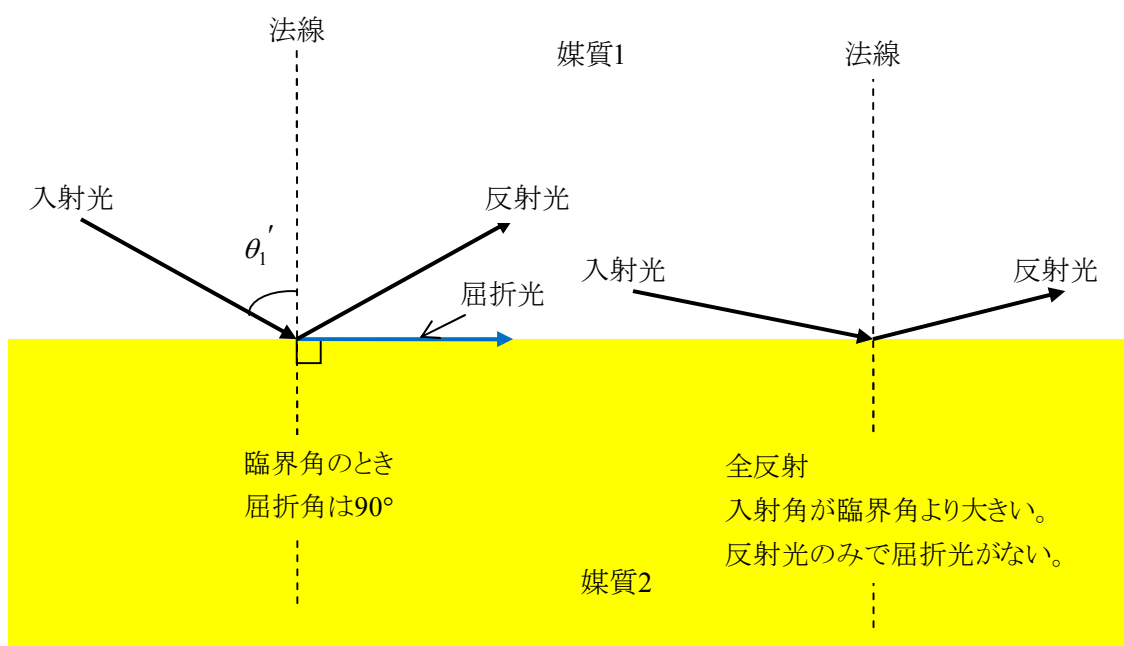 法線
媒質1
法線
入射光
反射光
θ₁′
屈折光
入射光
反射光
臨界角のとき
屈折角は90°
全反射
入射角が臨界角より大きい。
反射光のみで屈折光がない。
媒質2